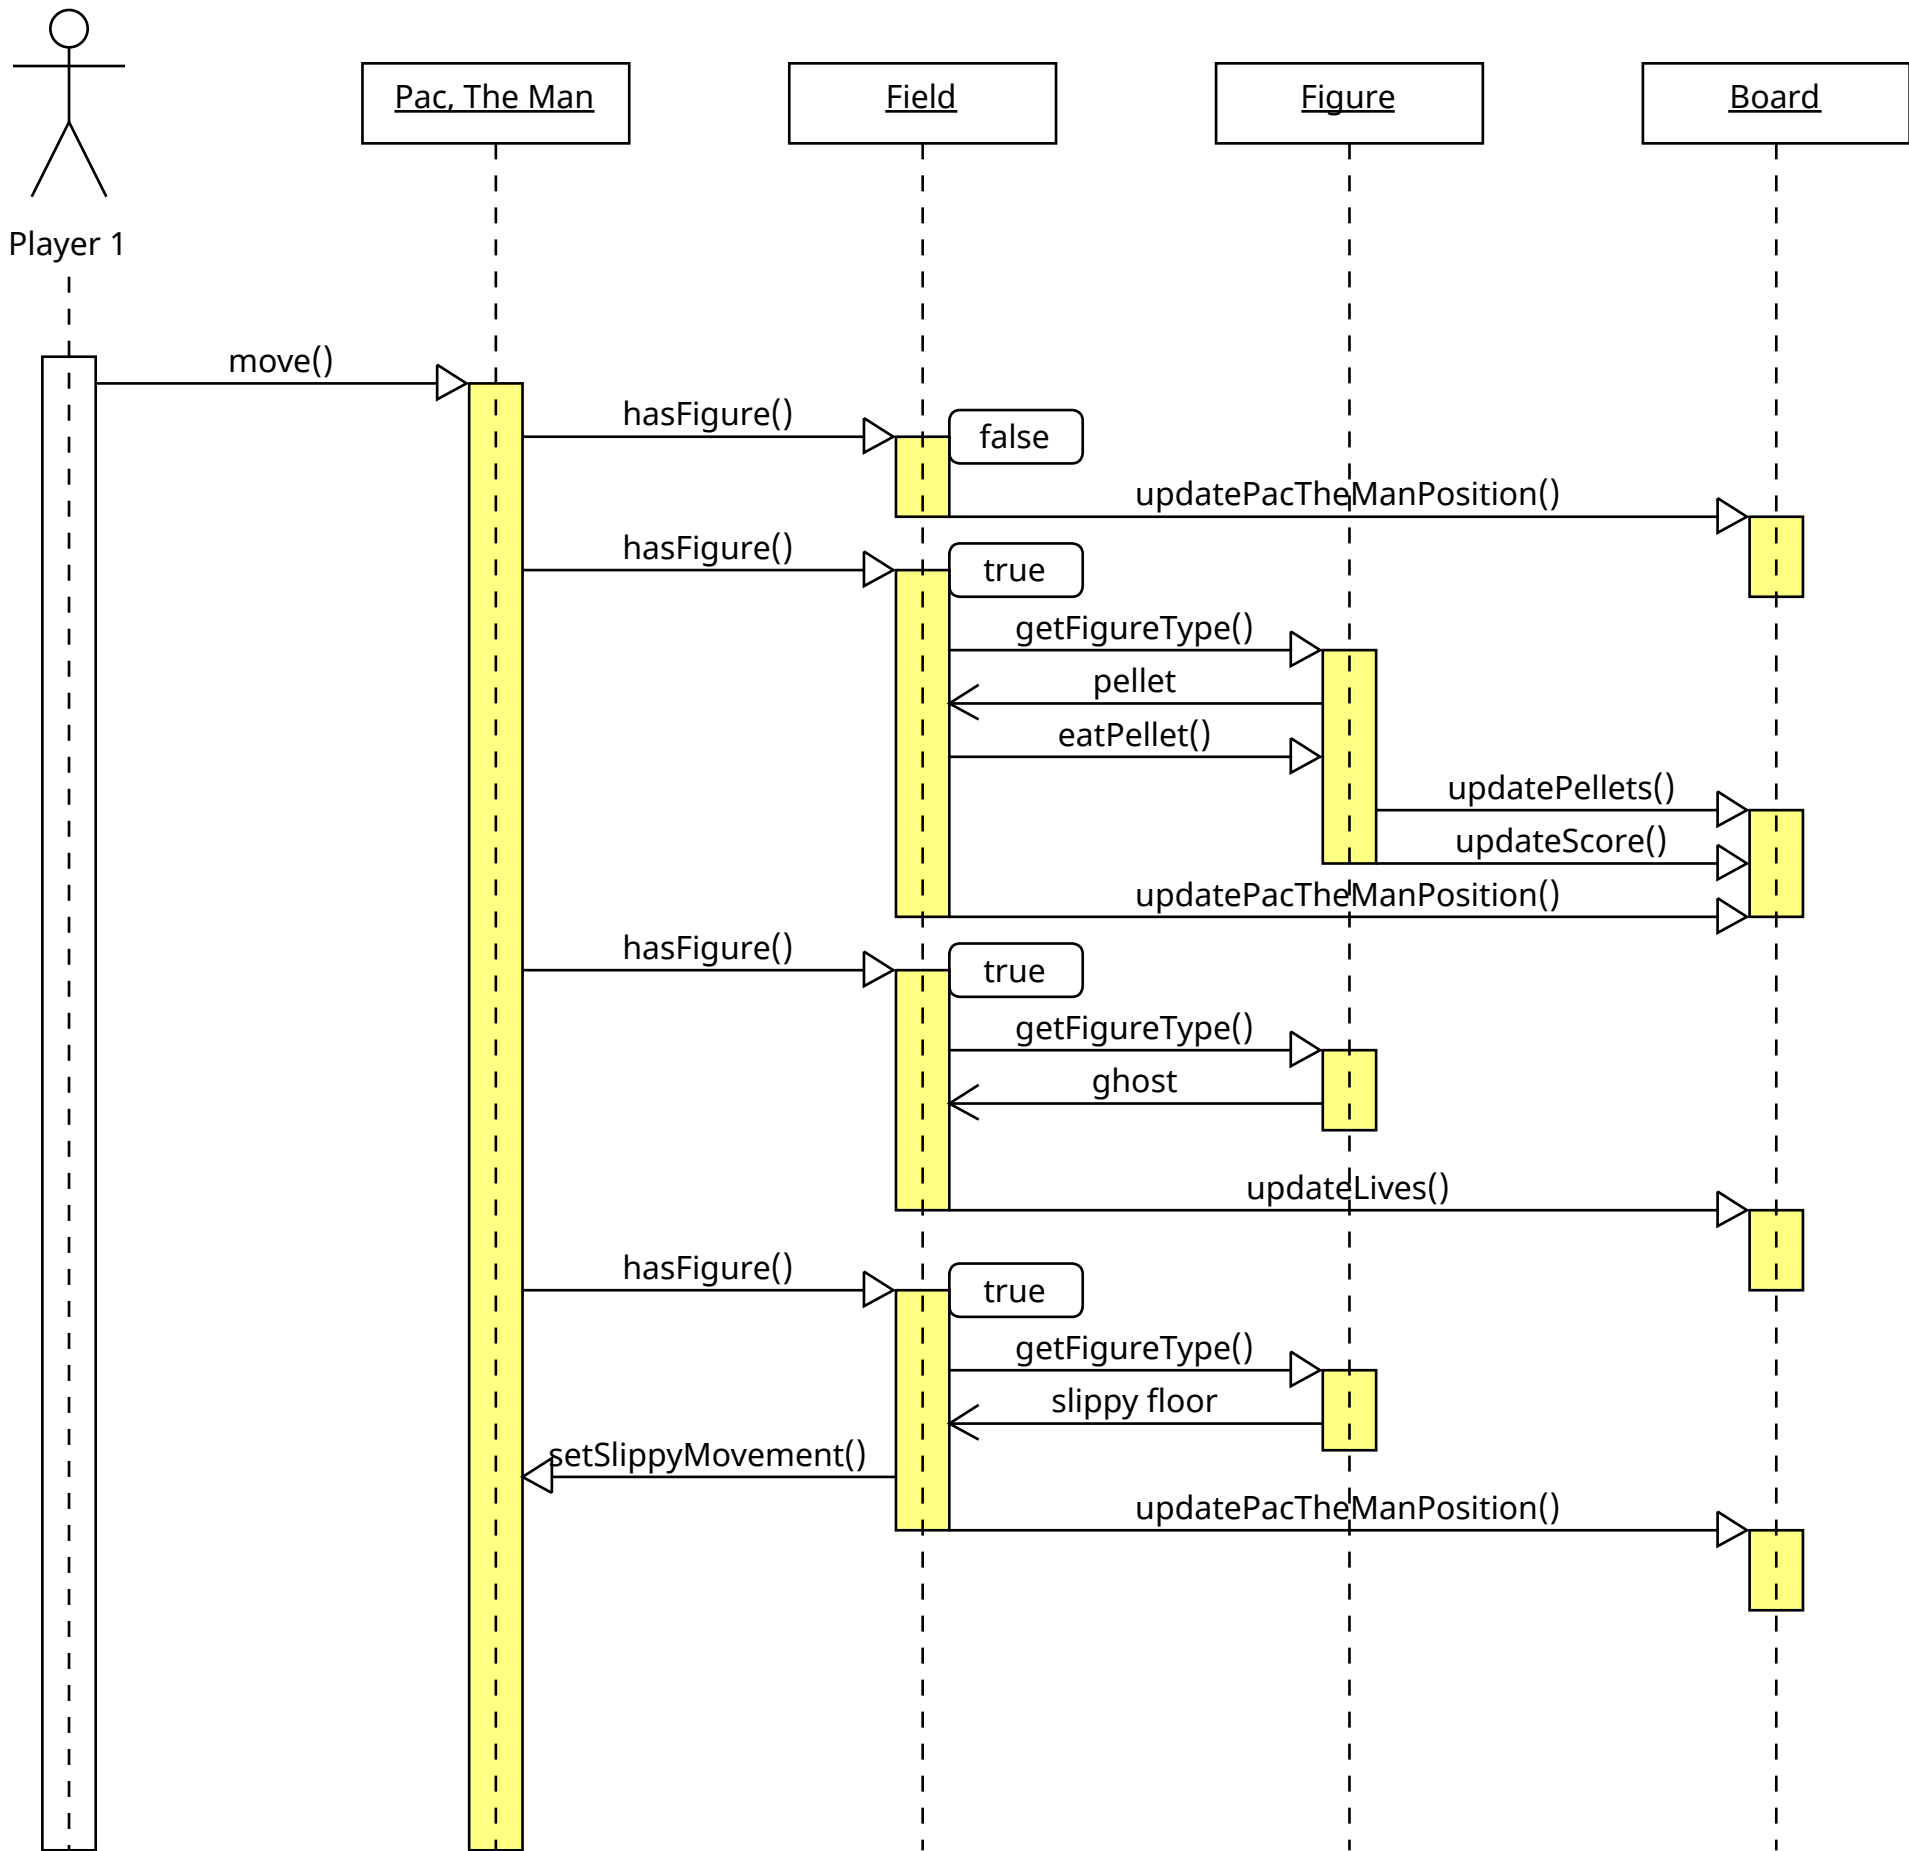 Pac, The Man
Field
Figure
Board
Player 1
move()
hasFigure()
false
updatePacTheManPosition()
hasFigure()
true
getFigureType()
pellet
eatPellet()
updatePellets()
updateScore()
updatePacTheManPosition()
hasFigure()
true
getFigureType()
ghost
updateLives()
hasFigure()
true
getFigureType()
slippy floor
setSlippyMovement()
updatePacTheManPosition()